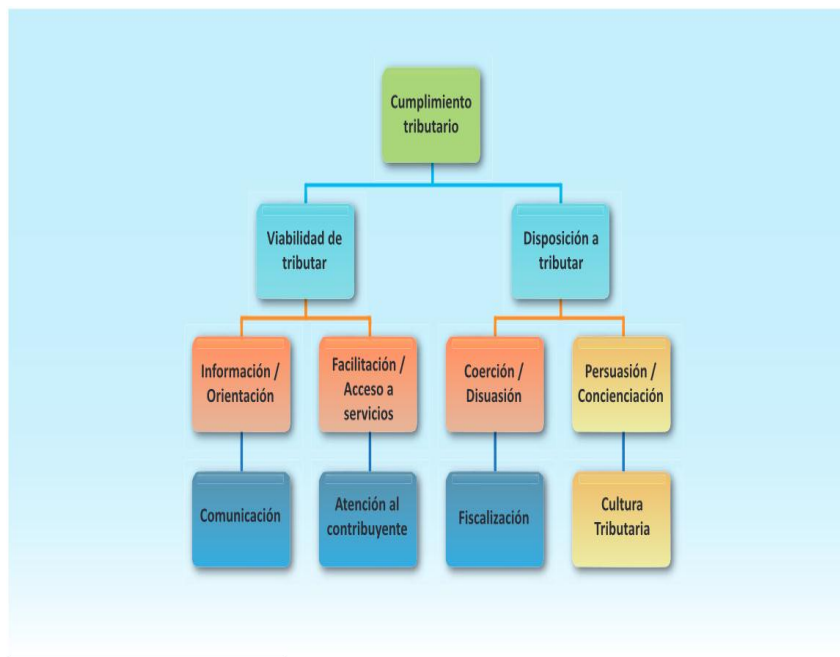 Cumplimiento
tributario
Viabilidad de
tributar
Disposición a
tributar
Información /
Orientación
Facilitación /
Acceso a
servicios
Coerción /
Disuasión
Persuasión /
Concienciación
Comunicación
Atención al
contribuyente
Fiscalización
Cultura
Tributaria